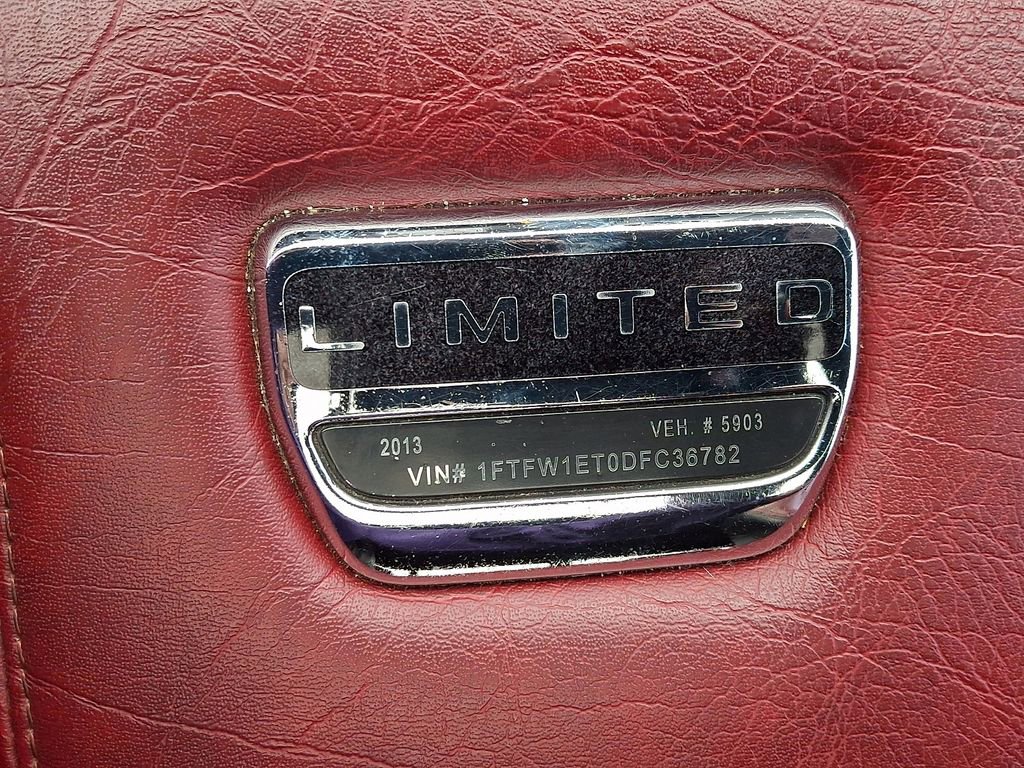 LIMITED
2013 VEH. # 5903
VIN# 1FTFW1ET0DFC36782